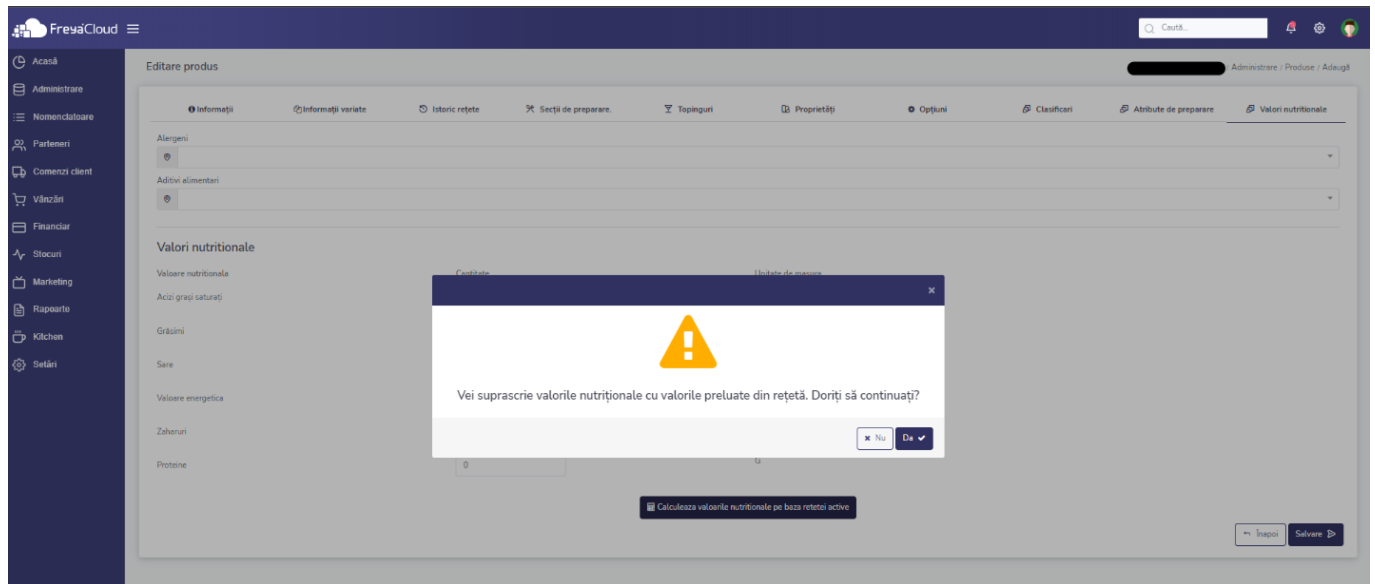 FreyaCloud
Caută...
Acasă
Administrare
Nomenclatoare
Parteneri
Comenzi client
Vânzări
Financiar
Stocuri
Marketing
Rapoarte
Kitchen
Setări
Editare produs
/ Administrare / Produse / Adaugă
Informații
Informații variate
Istoric rețete
Secții de preparare.
Topinguri
Proprietăți
Opțiuni
Clasificari
Atribute de preparare
Valori nutritionale
Alergeni
Aditivi alimentari
Valori nutritionale
Valoare nutritionala
Cantitate
Unitate de masura
Acizi grași saturați
Grăsimi
Sare
Valoare energetica
Zaharuri
Proteine
0
G
Vei suprascrie valorile nutriționale cu valorile preluate din rețetă. Doriți să continuați?
Nu
Da
Calculeaza valoarile nutritionale pe baza retetei active
Înapoi
Salvare